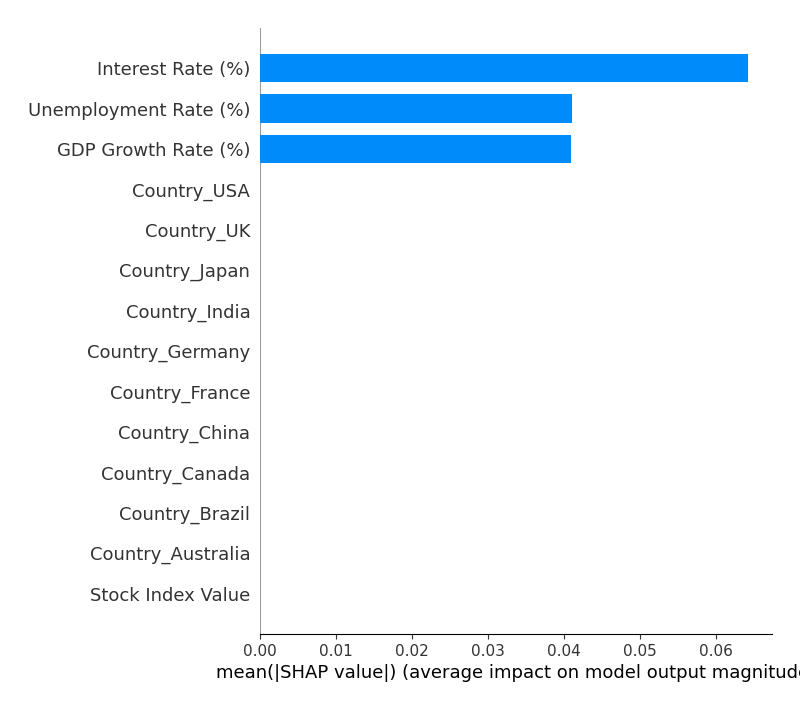 Interest Rate (%)
Unemployment Rate (%)
GDP Growth Rate (%)
Country_USA
Country_UK
Country_Japan
Country_India
Country_Germany
Country_France
Country_China
Country_Canada
Country_Brazil
Country_Australia
Stock Index Value
0.00 0.01 0.02 0.03 0.04 0.05 0.06
mean(|SHAP value|) (average impact on model output magnitude